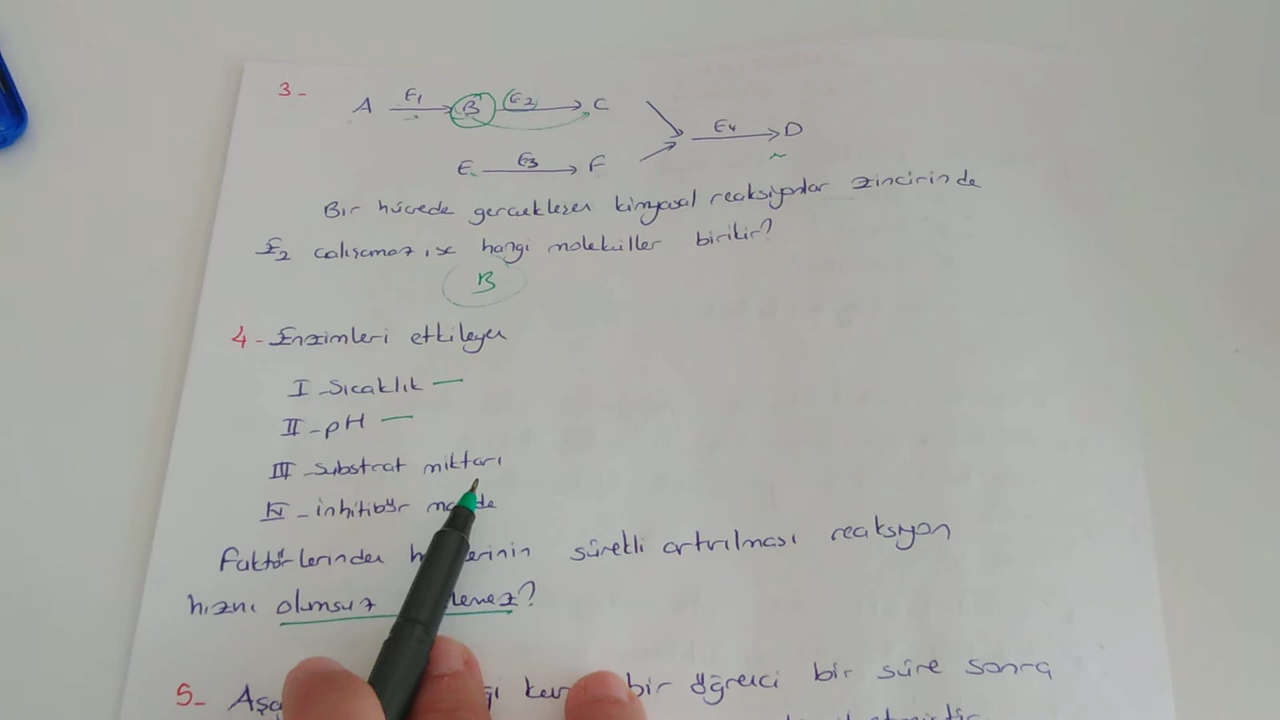 3-
A E1 B E2 C
E4 D
E E3 F
Bir hücrede gerçekleşen kimyasal reaksiyonlar zincirinde
E2 çalışamaz ise hangi moleküller birikir?
B
4- Enzimleri etkileyen
I -Sıcaklık
II -pH
III -Substrat miktarı
IV -inhitibör
Faktörlerinden sürekli artırılması reaksiyon
hızını olumsuz
5- bir öğrenci bir süre sonra